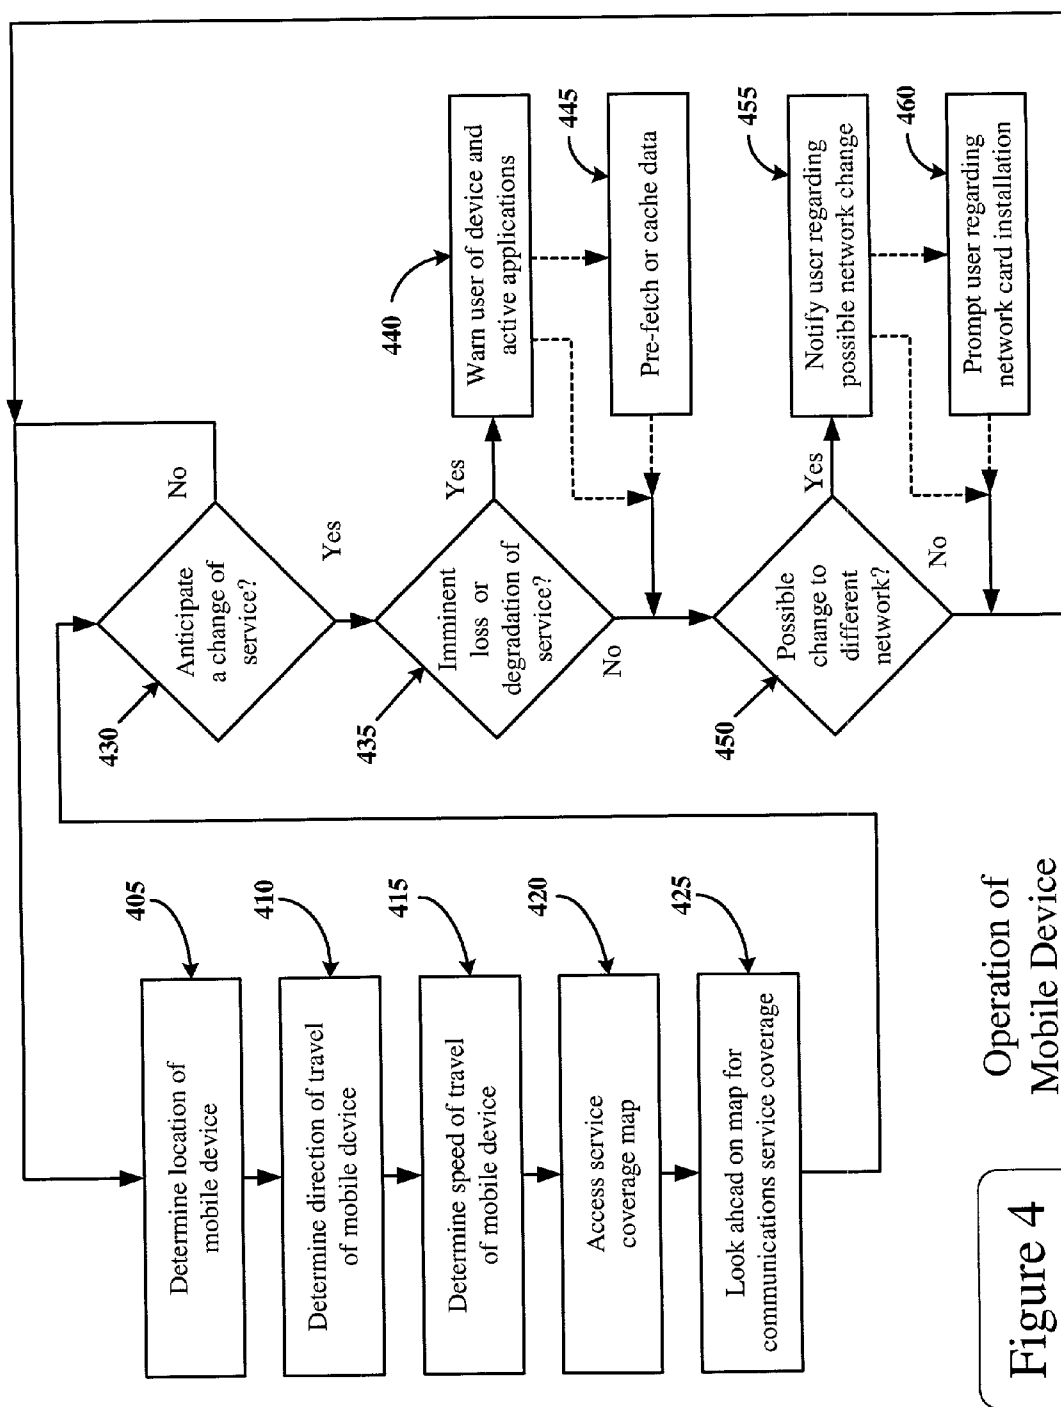 405
Determine location of
mobile device
410
Determine direction of travel
of mobile device
415
Determine speed of travel
of mobile device
420
Access service
coverage map
425
Look ahead on map for
communications service coverage
430
Anticipate
a change of
service?
No
Yes
435
Imminent
loss or
degradation of
service?
Yes
No
440
Warn user of device and
active applications
445
Pre-fetch or cache data
450
Possible
change to
different
network?
Yes
No
455
Notify user regarding
possible network change
460
Prompt user regarding
network card installation
Operation of
Mobile Device
Figure 4